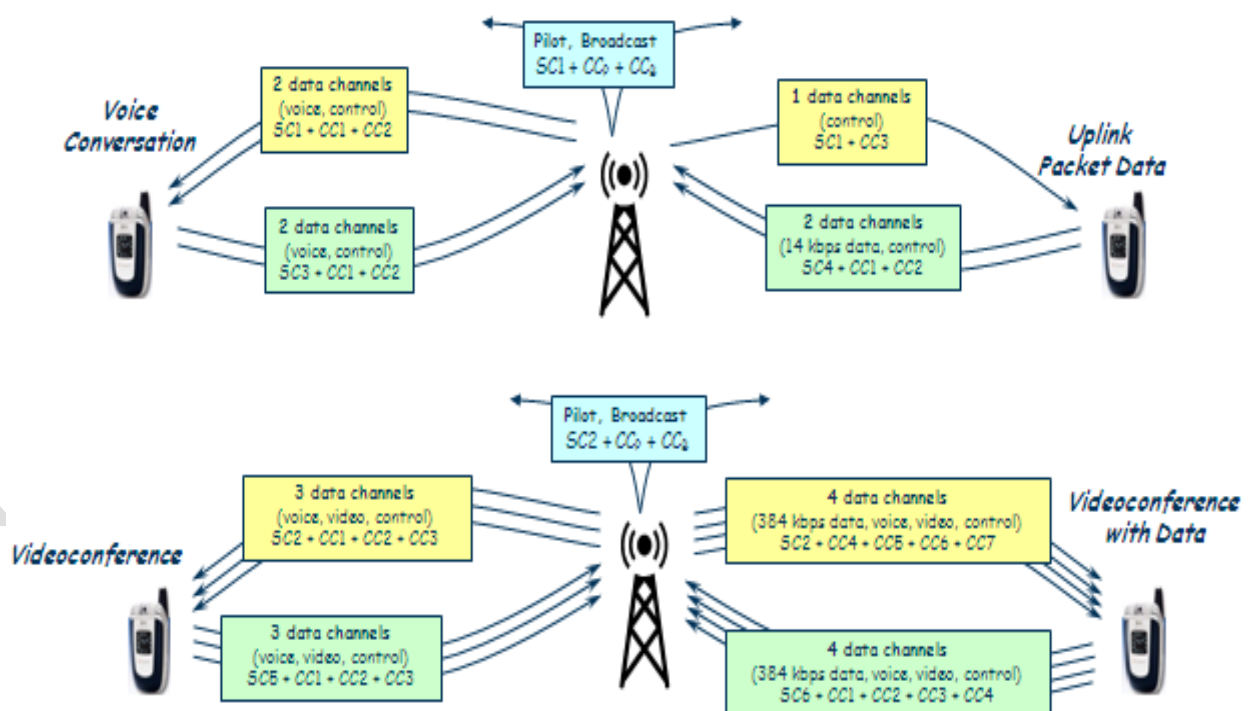 Pilot, Broadcast
SC1 + CCP + CCB
2 data channels
(voice, control)
SC1 + CC1 + CC2
1 data channels
(control)
SC1 + CC3
Voice
Conversation
Uplink
Packet Data
2 data channels
(voice, control)
SC3 + CC1 + CC2
2 data channels
(14 kbps data, control)
SC4 + CC1 + CC2
Pilot, Broadcast
SC2 + CCP + CCB
3 data channels
(voice, video, control)
SC2 + CC1 + CC2 + CC3
4 data channels
(384 kbps data, voice, video, control)
SC2 + CC4 + CC5 + CC6 + CC7
Videoconference
Videoconference
with Data
3 data channels
(voice, video, control)
SC5 + CC1 + CC2 + CC3
4 data channels
(384 kbps data, voice, video, control)
SC6 + CC1 + CC2 + CC3 + CC4